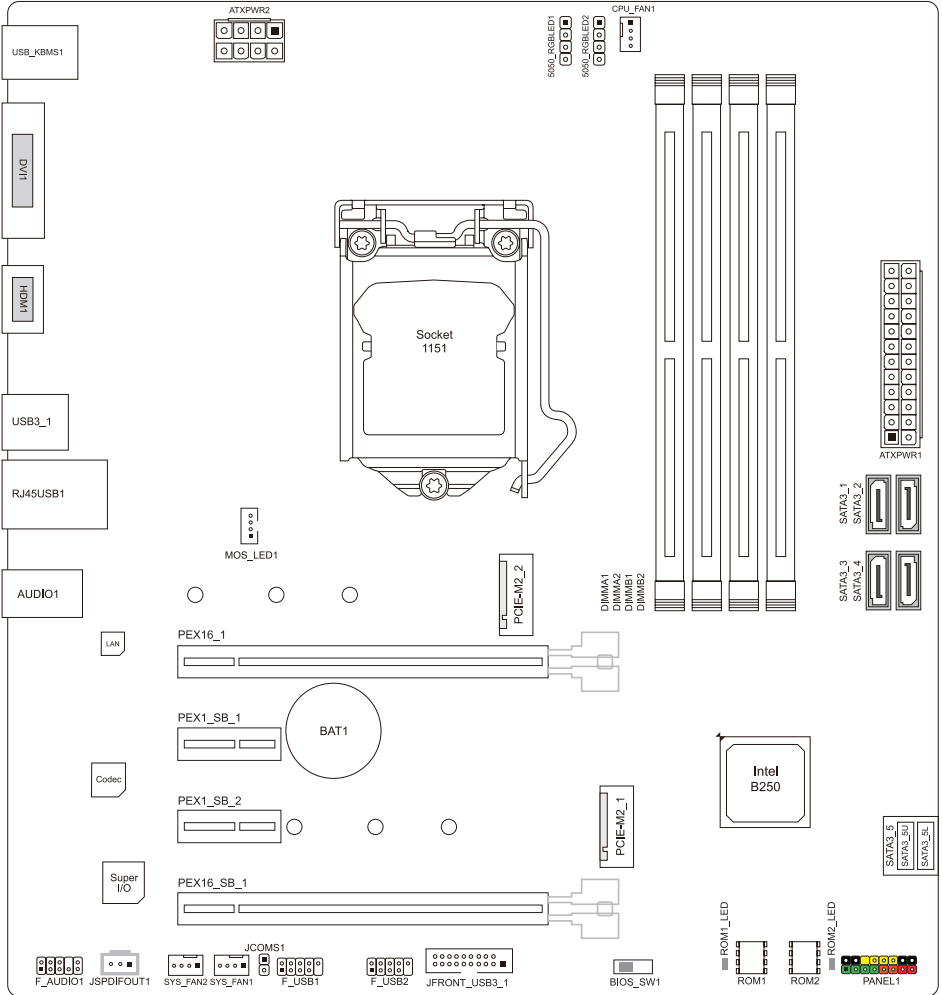 ATXPWR2
5050_RGBLED1
5050_RGBLED2
CPU_FAN1
USB_KBMS1
DVI1
HDMI1
Socket
1151
USB3_1
RJ45USB1
ATXPWR1
SATA3_1
SATA3_2
MOS_LED1
AUDIO1
PCIE-M2_2
DIMMA1
DIMMA2
DIMMB1
DIMMB2
SATA3_3
SATA3_4
LAN
PEX16_1
PEX1_SB_1
BAT1
Codec
PEX1_SB_2
PCIE-M2_1
Intel
B250
SATA3_5
SATA3_5U
SATA3_5L
Super
I/O
PEX16_SB_1
ROM1_LED
ROM2_LED
JCOMS1
F_AUDIO1
JSPDIFOUT1
SYS_FAN2
SYS_FAN1
F_USB1
F_USB2
JFRONT_USB3_1
BIOS_SW1
ROM1
ROM2
PANEL1